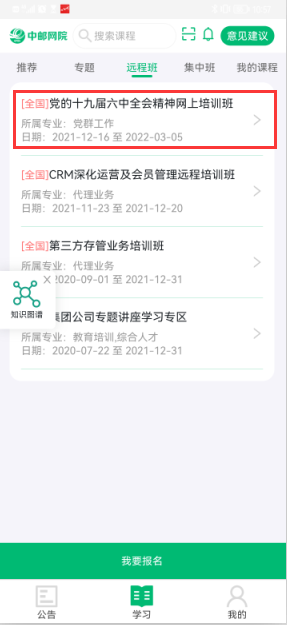 中邮网院
搜索课程
意见建议
推荐 专题 远程班 集中班 我的课程
[全国]党的十九届六中全会精神网上培训班
所属专业：党群工作
日期：2021-12-16 至 2022-03-05
[全国]CRM深化运营及会员管理远程培训班
所属专业：代理业务
日期：2021-11-23 至 2021-12-20
[全国]第三方存管业务培训班
所属专业：代理业务
2020-09-01 至 2021-12-31
知识图谱
集团公司专题讲座学习专区
所属专业：教育培训,综合人才
日期：2020-07-22 至 2021-12-31
我要报名
公告 学习 我的